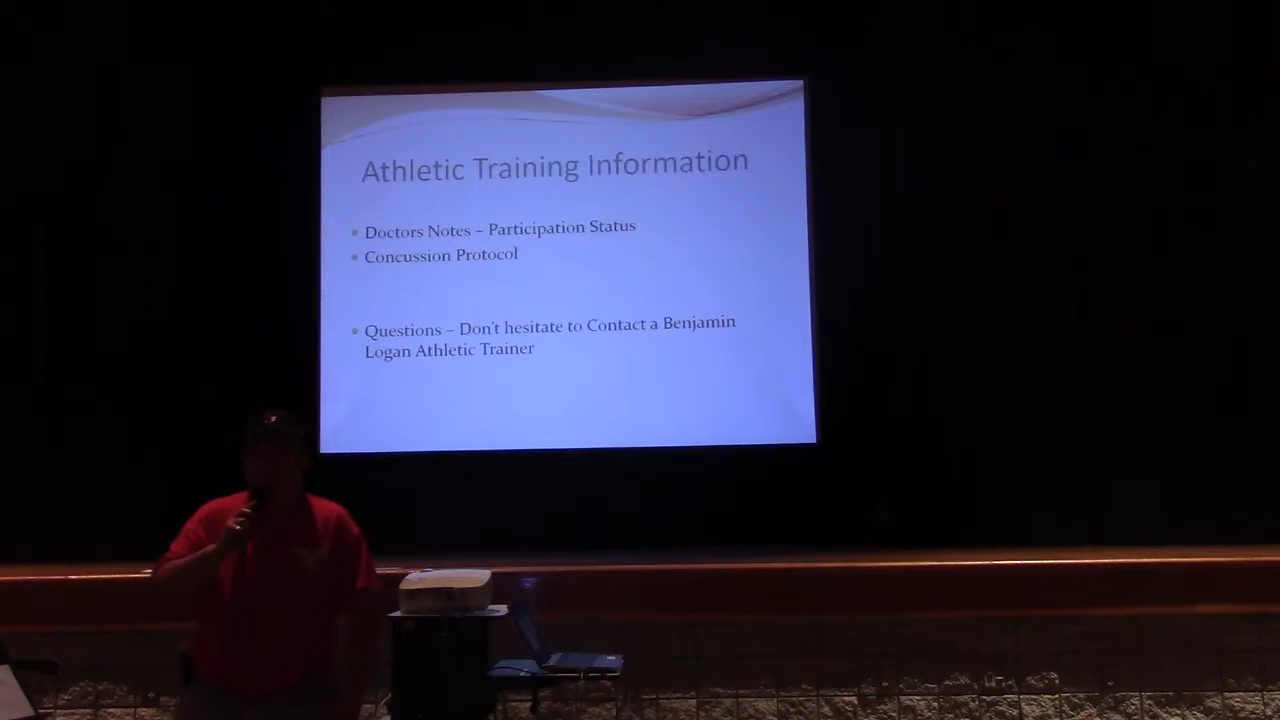 Athletic Training Information
Doctors Notes – Participation Status
Concussion Protocol
Questions – Don't hesitate to Contact a Benjamin
Logan Athletic Trainer